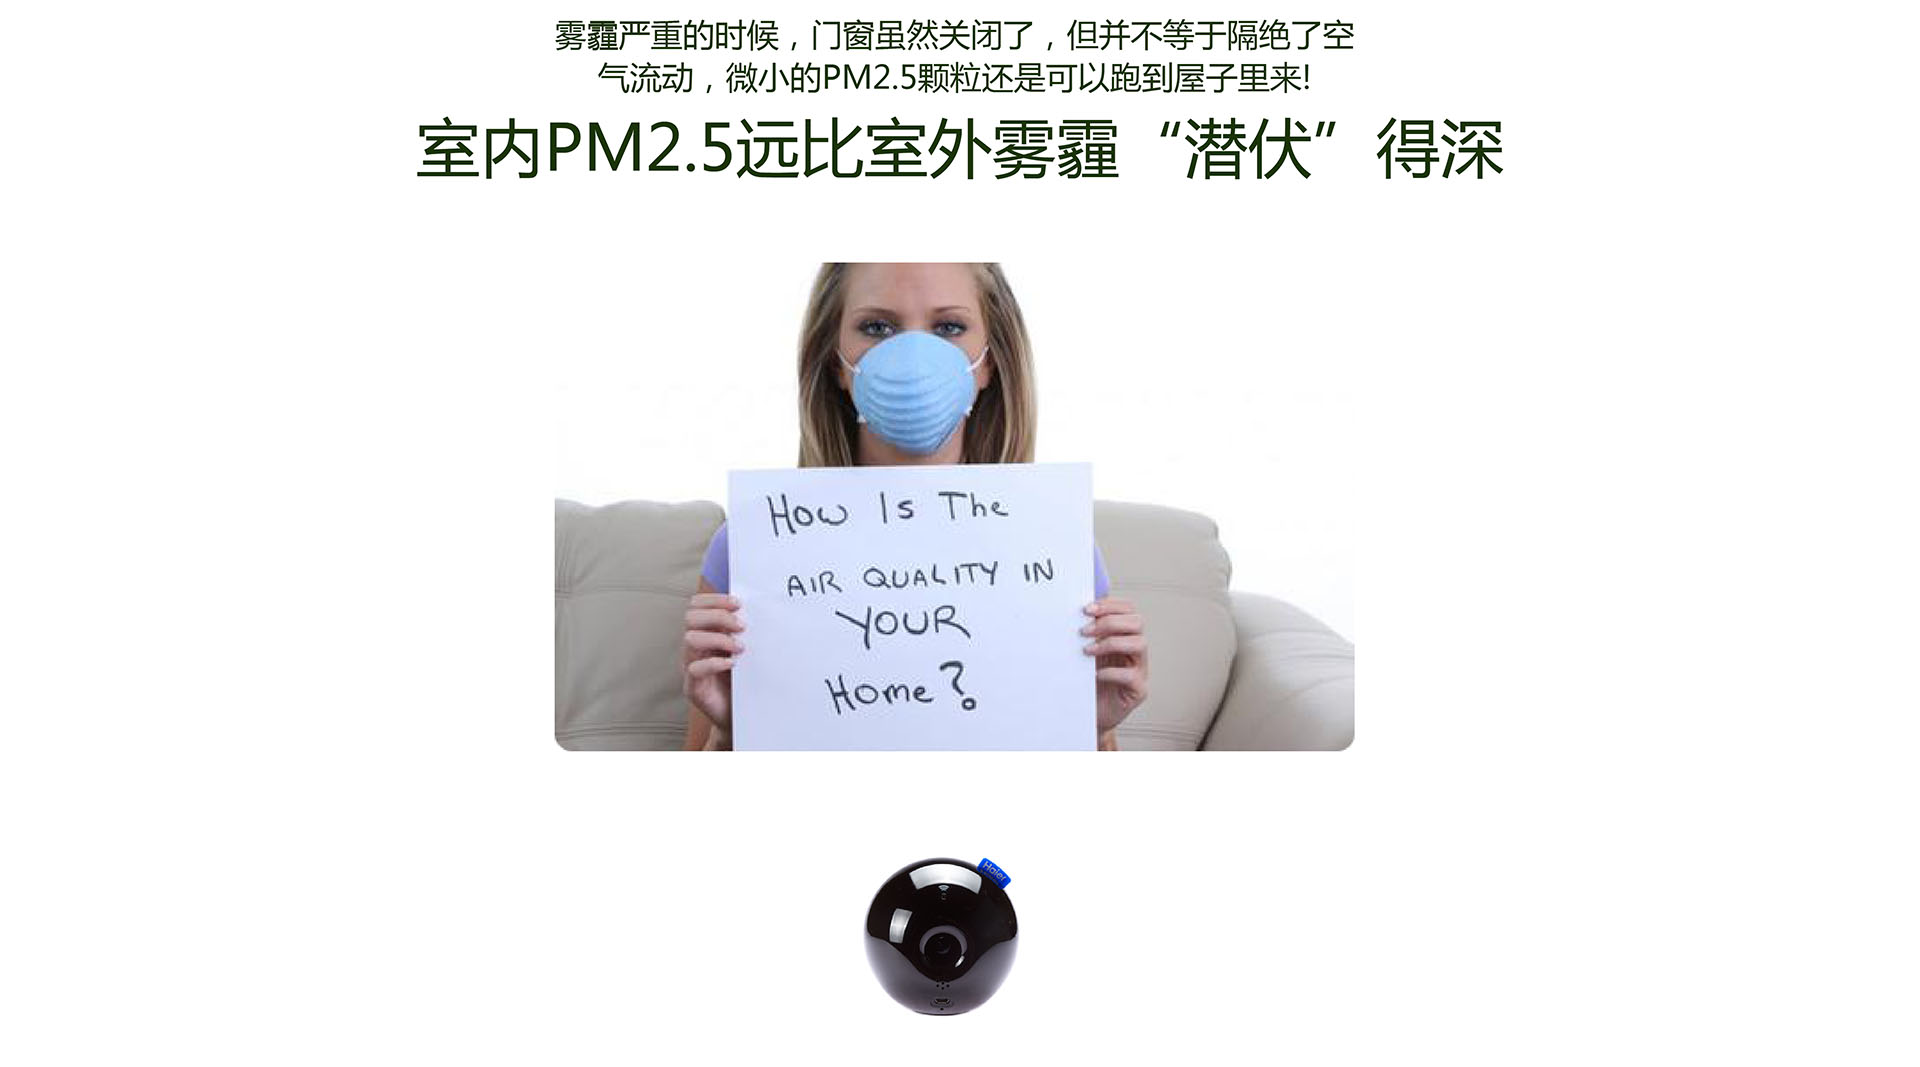 雾霾严重的时候，门窗虽然关闭了，但并不等于隔绝了空
气流动，微小的PM2.5颗粒还是可以跑到屋子里来!
室内PM2.5远比室外雾霾“潜伏”得深
How Is The
AIR QUALITY IN
YOUR
Home?
Haier